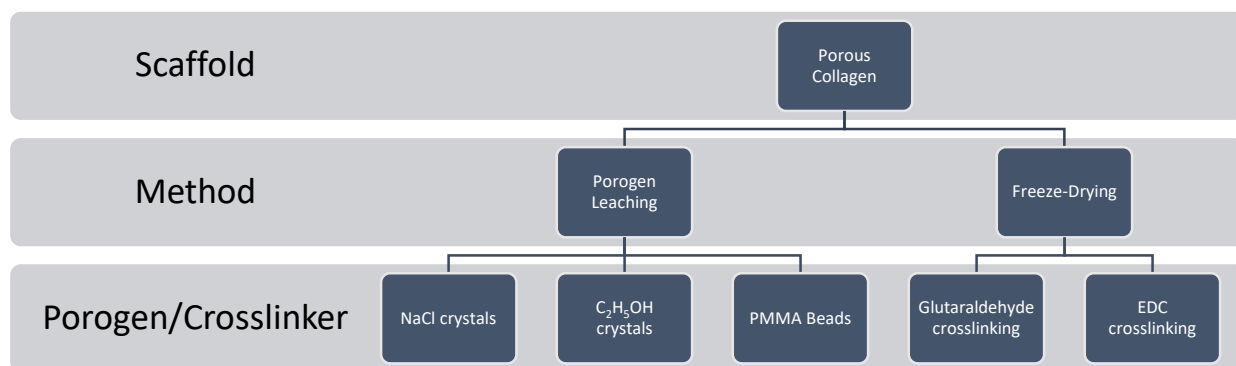 Scaffold
Porous
Collagen
Method
Porogen
Leaching
Freeze-Drying
Porogen/Crosslinker
NaCl crystals
C₂H₅OH
crystals
PMMA Beads
Glutaraldehyde
crosslinking
EDC
crosslinking